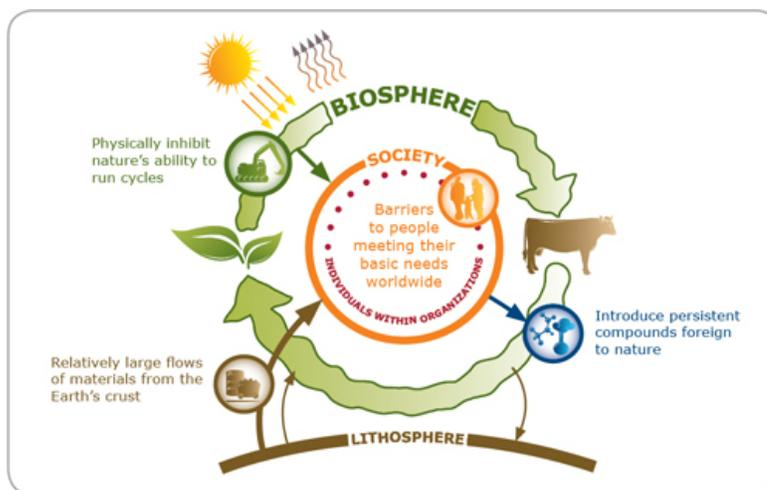 BIOSPHERE
Physically inhibit
nature's ability to
run cycles
SOCIETY
Barriers
to people
meeting their
basic needs
worldwide
INDIVIDUALS WITHIN ORGANIZATIONS
Introduce persistent
compounds foreign
to nature
Relatively large flows
of materials from the
Earth's crust
LITHOSPHERE